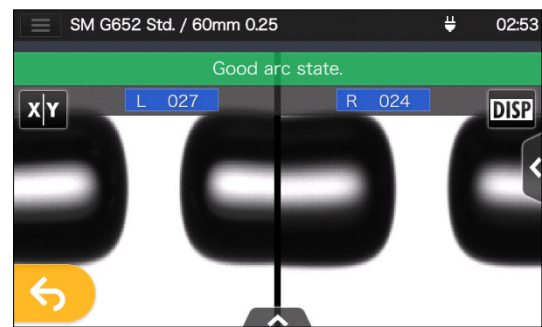 SM G652 Std. / 60mm 0.25 02:53
Good arc state.
L 027 R 024
X|Y DISP